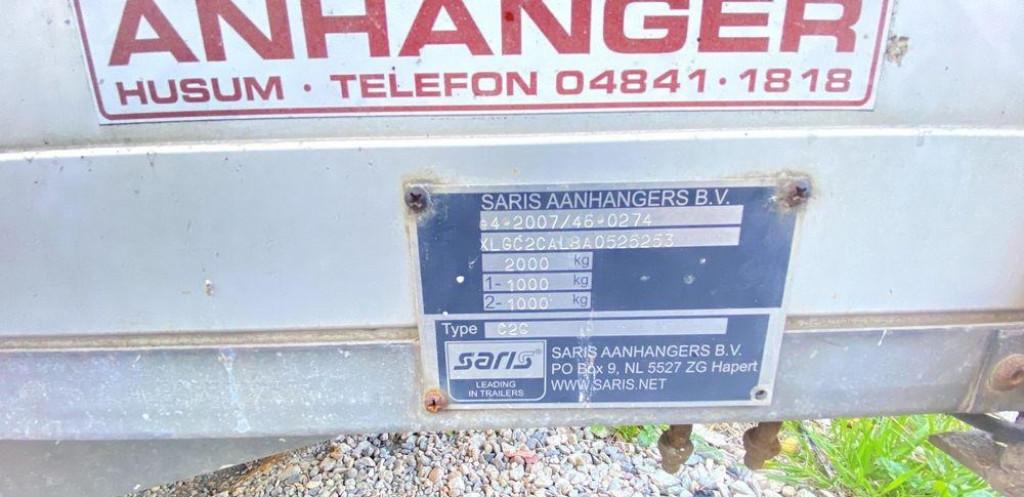 ANHÄNGER
HUSUM · TELEFON 04841·1818
SARIS AANHANGERS B.V.
e4*2007/46*0274
XLGC2CAL8A0525253
2000 kg
1- 1000 kg
2- 1000 kg
Type C2C
saris®
LEADING
IN TRAILERS
SARIS AANHANGERS B.V.
PO Box 9, NL 5527 ZG Hapert
WWW.SARIS.NET